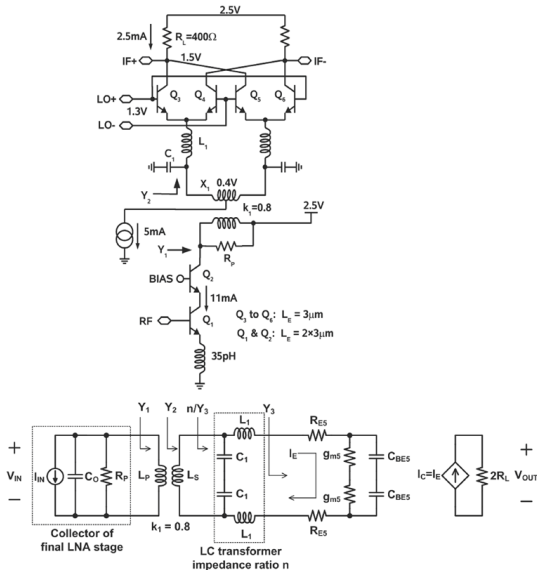 2.5V
2.5mA
R_L=400Ω
IF+
1.5V
IF-
LO+
Q_3
Q_4
Q_5
Q_6
1.3V
LO-
L_1
C_1
X_1 0.4V
Y_2
k_1=0.8
2.5V
5mA
Y_1
R_P
BIAS
Q_2
11mA
RF
Q_1
Q_3 to Q_6: L_E = 3μm
Q_1 & Q_2: L_E = 2×3μm
35pH
Y_1
Y_2
n/Y_3
L_1
Y_3
R_E5
+
V_IN
−
I_IN
C_O
R_P
L_P
L_S
C_1
C_1
I_E
g_m5
g_m5
C_BE5
C_BE5
I_C=I_E
2R_L
+
V_OUT
−
k_1 = 0.8
L_1
R_E5
Collector of
final LNA stage
LC transformer
impedance ratio n